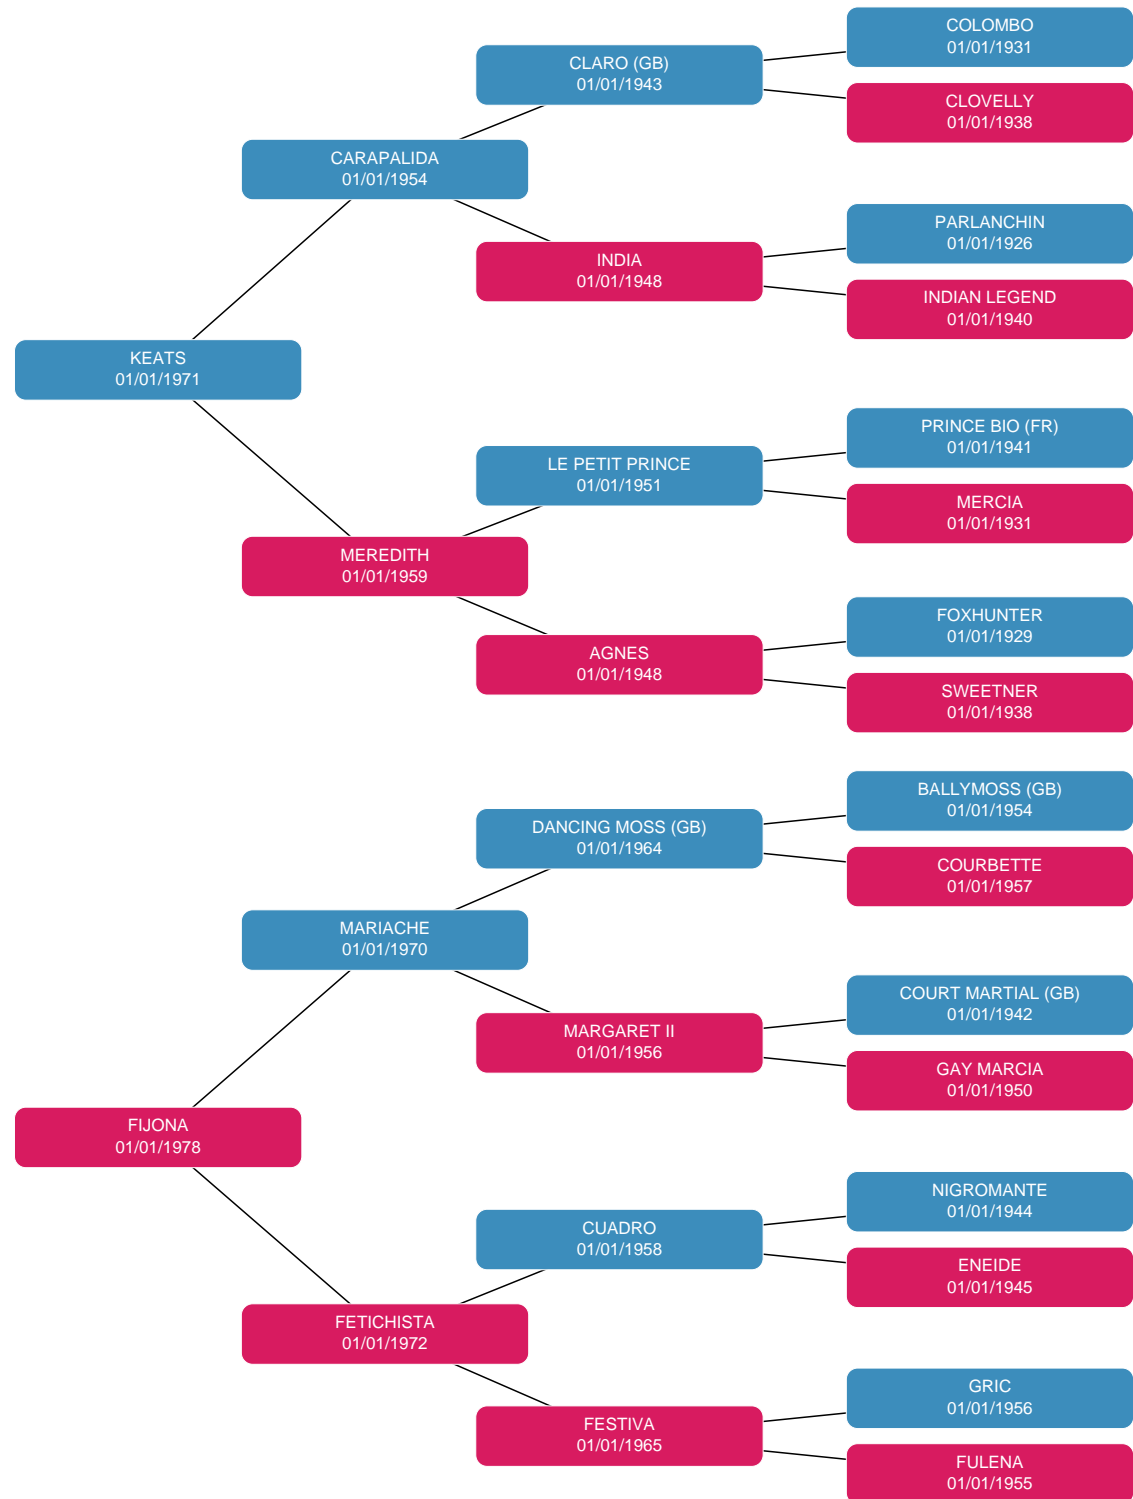 COLOMBO
01/01/1931
CLARO (GB)
01/01/1943
CLOVELLY
01/01/1938
CARAPALIDA
01/01/1954
PARLANCHIN
01/01/1926
INDIA
01/01/1948
INDIAN LEGEND
01/01/1940
KEATS
01/01/1971
PRINCE BIO (FR)
01/01/1941
LE PETIT PRINCE
01/01/1951
MERCIA
01/01/1931
MEREDITH
01/01/1959
FOXHUNTER
01/01/1929
AGNES
01/01/1948
SWEETNER
01/01/1938
BALLYMOSS (GB)
01/01/1954
DANCING MOSS (GB)
01/01/1964
COURBETTE
01/01/1957
MARIACHE
01/01/1970
COURT MARTIAL (GB)
01/01/1942
MARGARET II
01/01/1956
GAY MARCIA
01/01/1950
FIJONA
01/01/1978
NIGROMANTE
01/01/1944
CUADRO
01/01/1958
ENEIDE
01/01/1945
FETICHISTA
01/01/1972
GRIC
01/01/1956
FESTIVA
01/01/1965
FULENA
01/01/1955